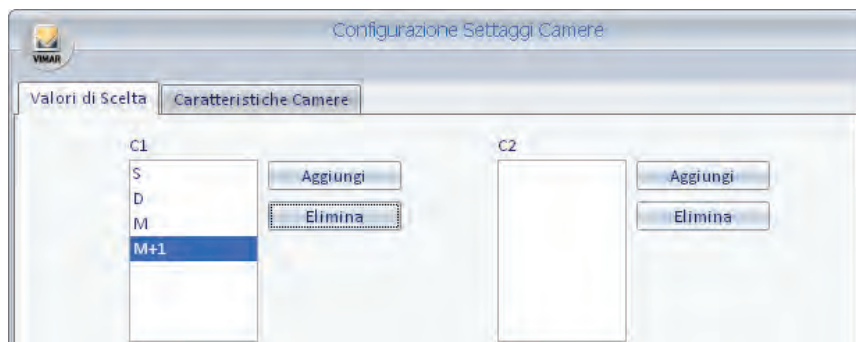 Configurazione Settaggi Camere
VIMAR
Valori di Scelta Caratteristiche Camere
C1 C2
S Aggiungi Aggiungi
D
M Elimina Elimina
M+1